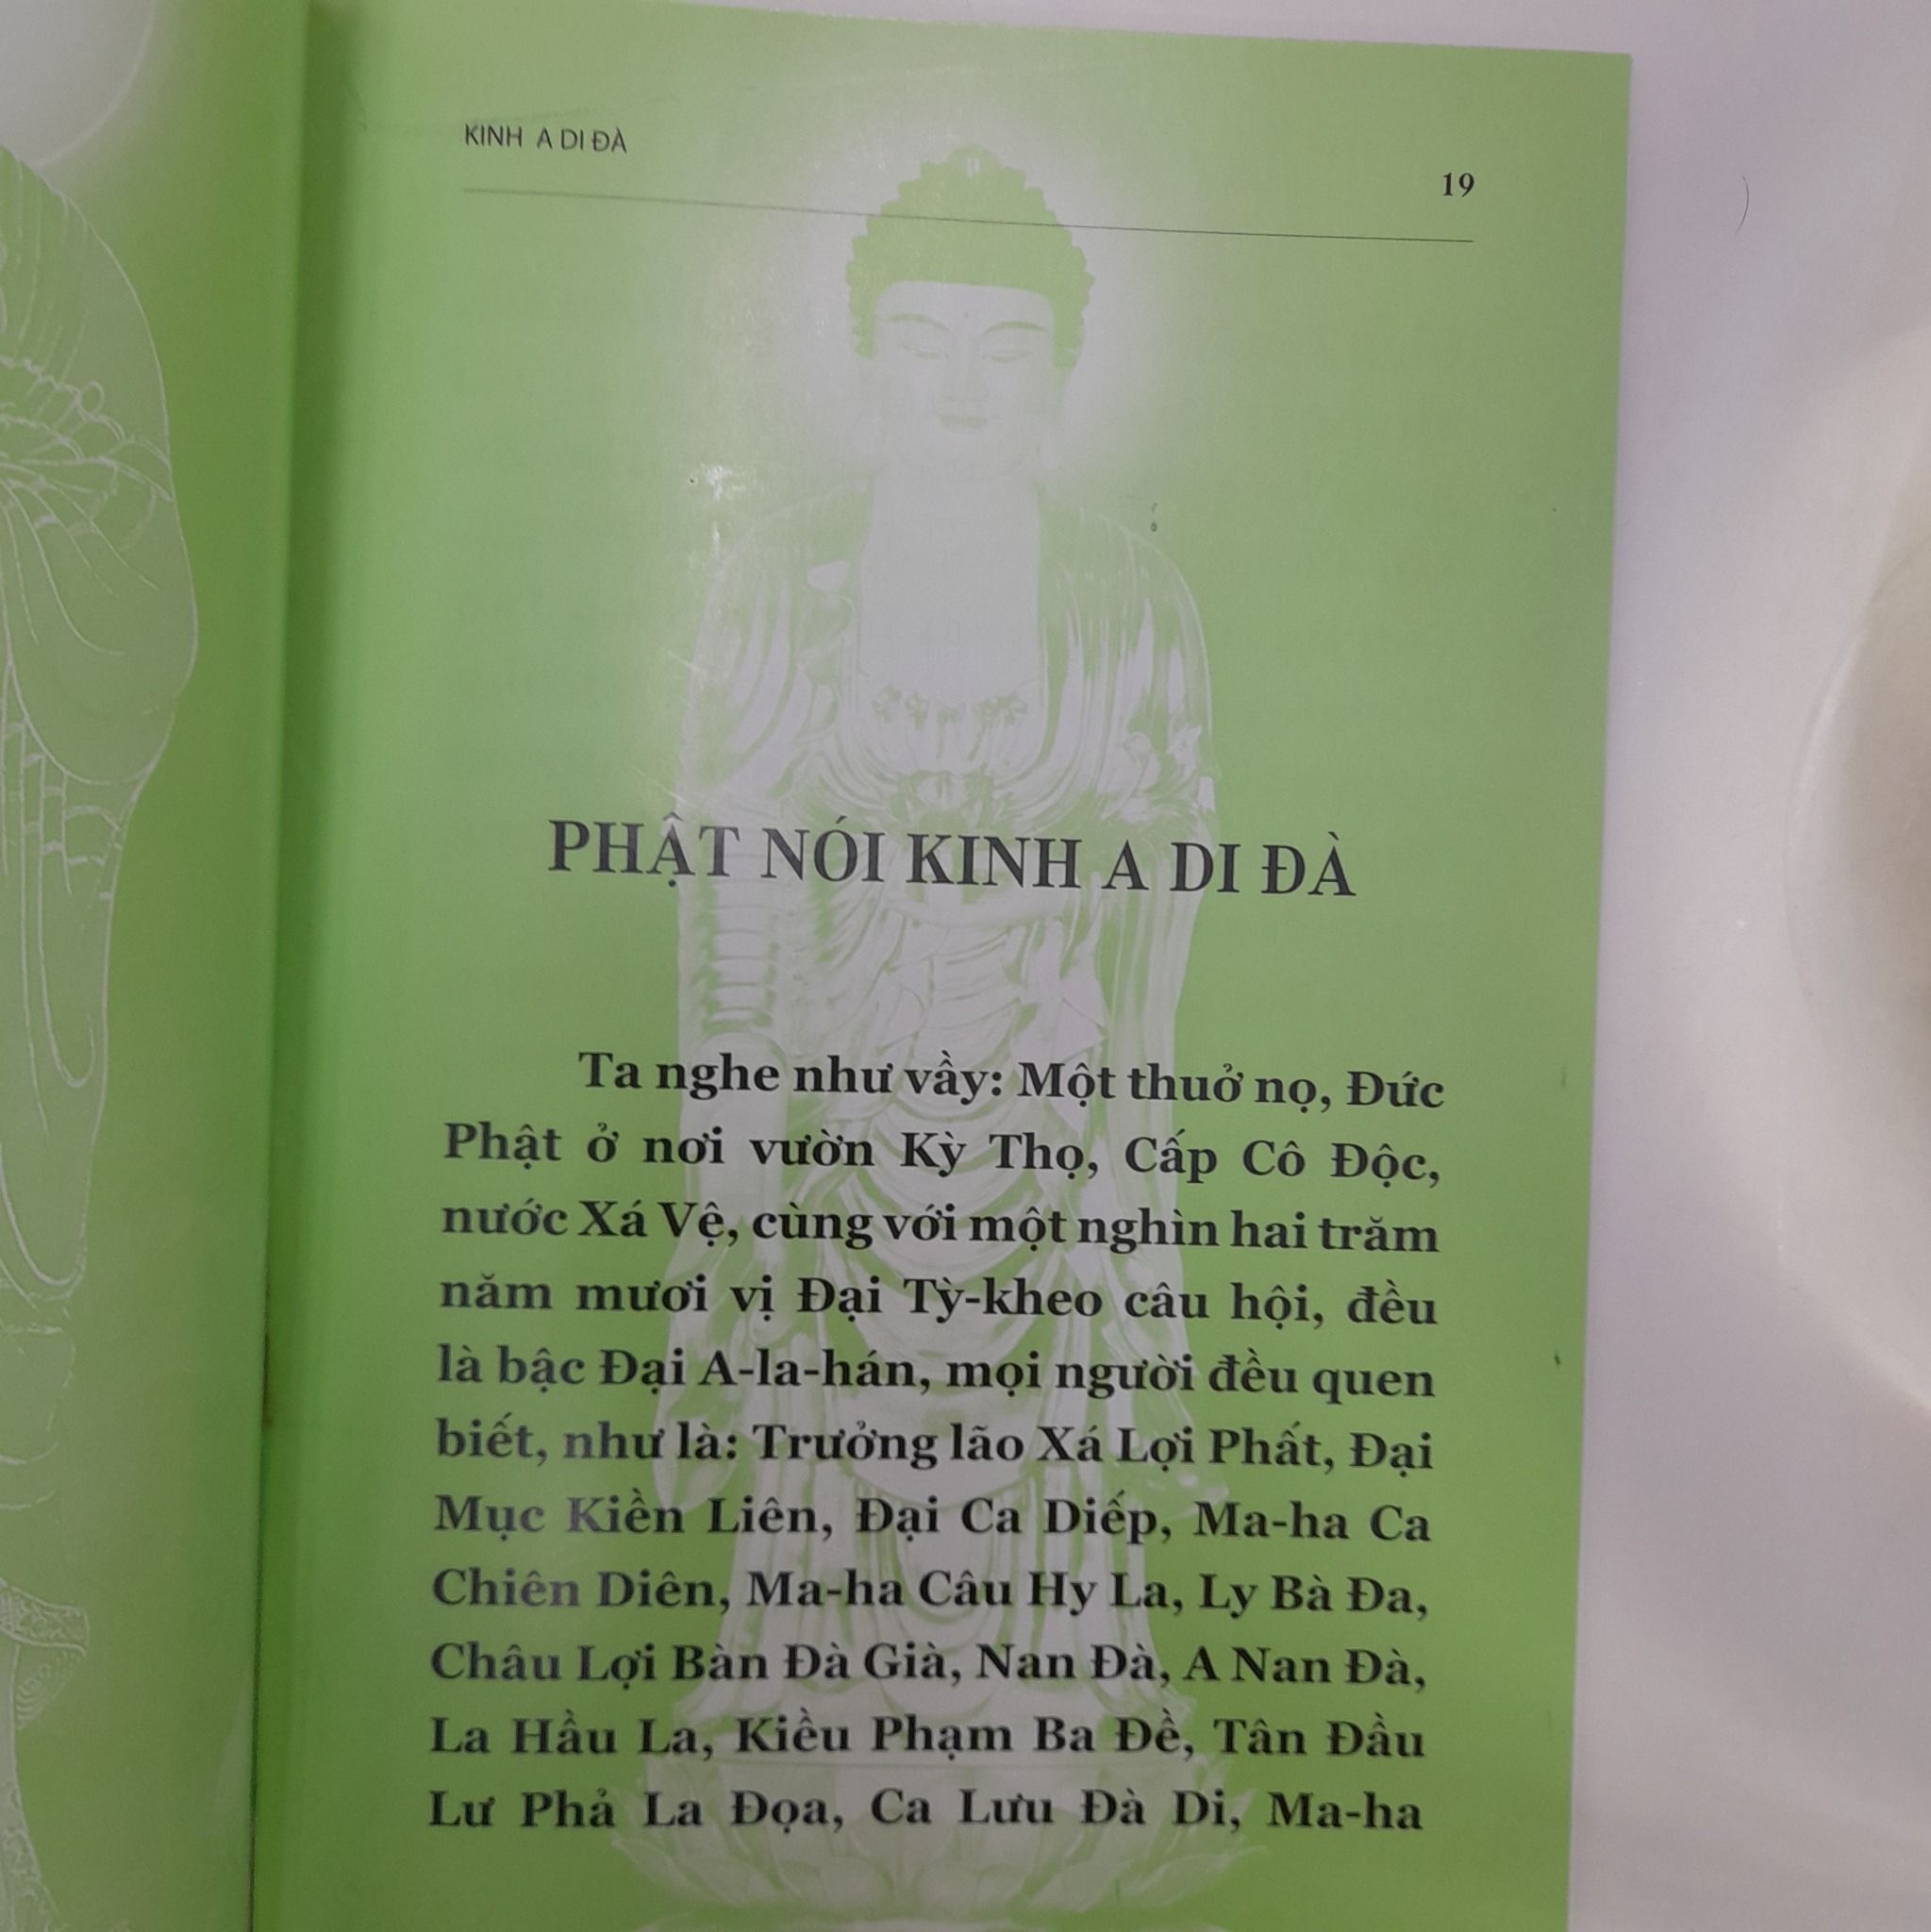 KINH A DI ĐÀ
19
PHẬT NÓI KINH A DI ĐÀ
Ta nghe như vầy: Một thuở nọ, Đức
Phật ở nơi vườn Kỳ Thọ, Cấp Cô Độc,
nước Xá Vệ, cùng với một nghìn hai trăm
năm mươi vị Đại Tỳ-kheo câu hội, đều
là bậc Đại A-la-hán, mọi người đều quen
biết, như là: Trưởng lão Xá Lợi Phất, Đại
Mục Kiền Liên, Đại Ca Diếp, Ma-ha Ca
Chiên Diên, Ma-ha Câu Hy La, Ly Bà Đa,
Châu Lợi Bàn Đà Già, Nan Đà, A Nan Đà,
La Hầu La, Kiều Phạm Ba Đề, Tân Đầu
Lư Phả La Đọa, Ca Lưu Đà Di, Ma-ha